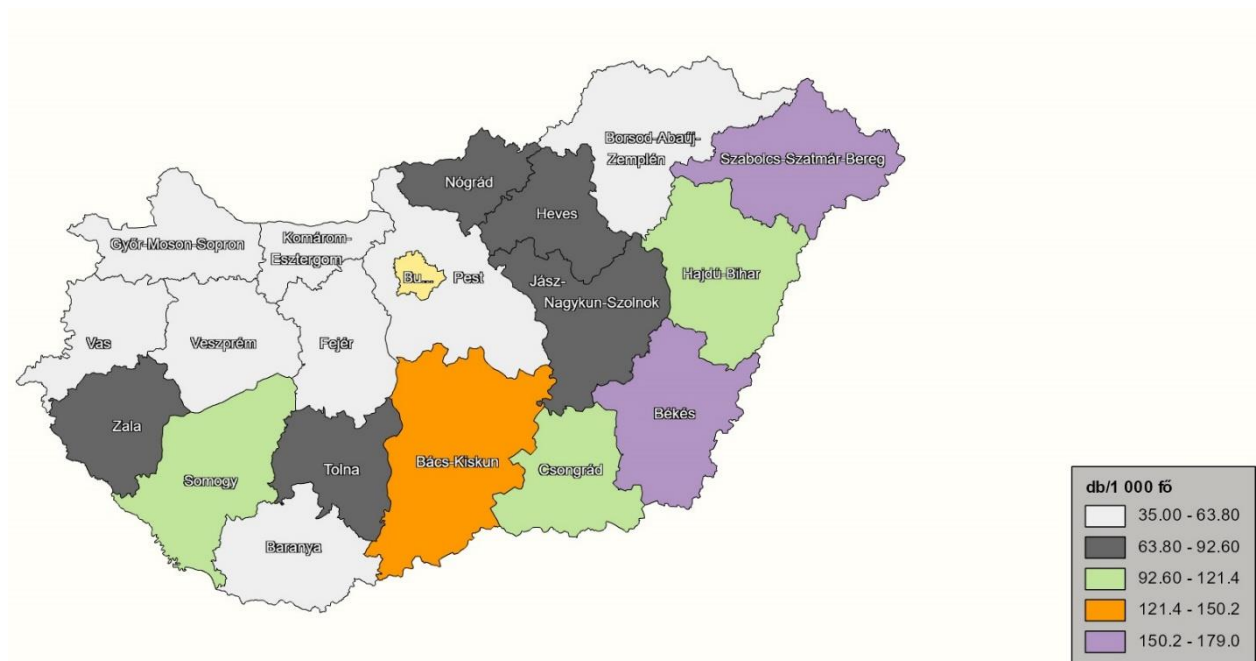 Borsod-Abaúj-
Zemplén
Szabolcs-Szatmár-Bereg
Nógrád
Heves
Győr-Moson-Sopron
Komárom-
Esztergom
Bu...
Pest
Jász-
Nagykun-Szolnok
Hajdú-Bihar
Vas
Veszprém
Fejér
Zala
Somogy
Tolna
Bács-Kiskun
Csongrád
Békés
Baranya
db/1 000 fő
35.00 - 63.80
63.80 - 92.60
92.60 - 121.4
121.4 - 150.2
150.2 - 179.0